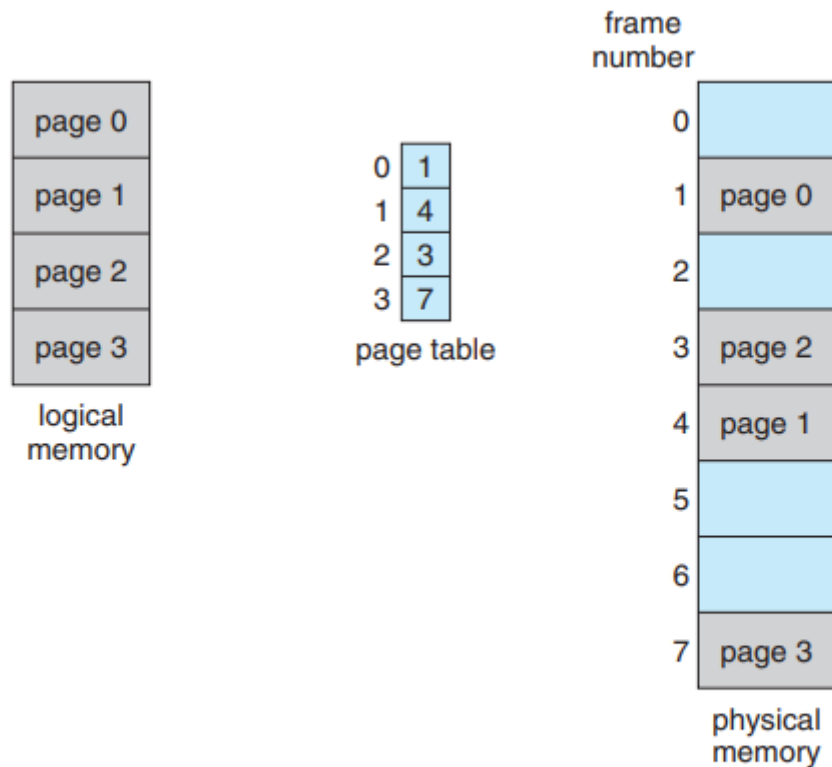 page 0
page 1
page 2
page 3
logical
memory
0 1
1 4
2 3
3 7
page table
frame
number
0
1 page 0
2
3 page 2
4 page 1
5
6
7 page 3
physical
memory